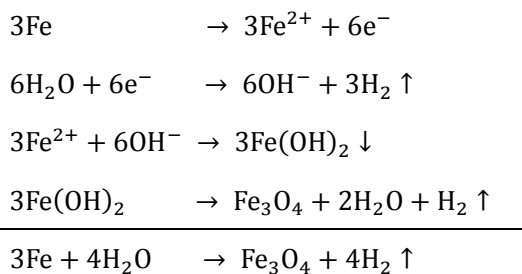 3Fe → 3Fe²⁺ + 6e⁻
6H₂O + 6e⁻ → 6OH⁻ + 3H₂ ↑
3Fe²⁺ + 6OH⁻ → 3Fe(OH)₂ ↓
3Fe(OH)₂ → Fe₃O₄ + 2H₂O + H₂ ↑
3Fe + 4H₂O → Fe₃O₄ + 4H₂ ↑